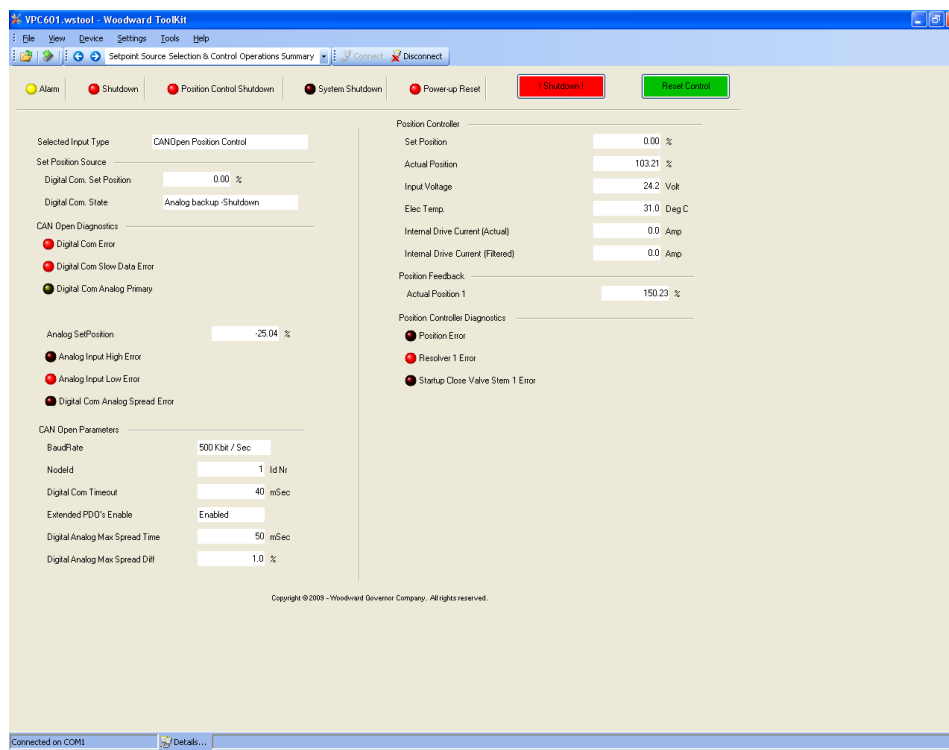 VPC601.wstool - Woodward ToolKit
File View Device Settings Tools Help
Setpoint Source Selection & Control Operations Summary Connect Disconnect
Alarm Shutdown Position Control Shutdown System Shutdown Power-up Reset ! Shutdown ! Reset Control
Selected Input Type CANOpen Position Control
Set Position Source
Digital Com. Set Position 0.00 %
Digital Com. State Analog backup -Shutdown
CAN Open Diagnostics
Digital Com Error
Digital Com Slow Data Error
Digital Com Analog Primary
Analog SetPosition -25.04 %
Analog Input High Error
Analog Input Low Error
Digital Com Analog Spread Error
CAN Open Parameters
BaudRate 500 Kbit / Sec
NodeId 1 Id Nr
Digital Com Timeout 40 mSec
Extended PDO's Enable Enabled
Digital Analog Max Spread Time 50 mSec
Digital Analog Max Spread Diff 1.0 %
Position Controller
Set Position 0.00 %
Actual Position 103.21 %
Input Voltage 24.2 Volt
Elec Temp. 31.0 Deg C
Internal Drive Current (Actual) 0.0 Amp
Internal Drive Current (Filtered) 0.0 Amp
Position Feedback
Actual Position 1 150.23 %
Position Controller Diagnostics
Position Error
Resolver 1 Error
Startup Close Valve Stem 1 Error
Copyright © 2009 - Woodward Governor Company. All rights reserved.
Connected on COM1 Details...